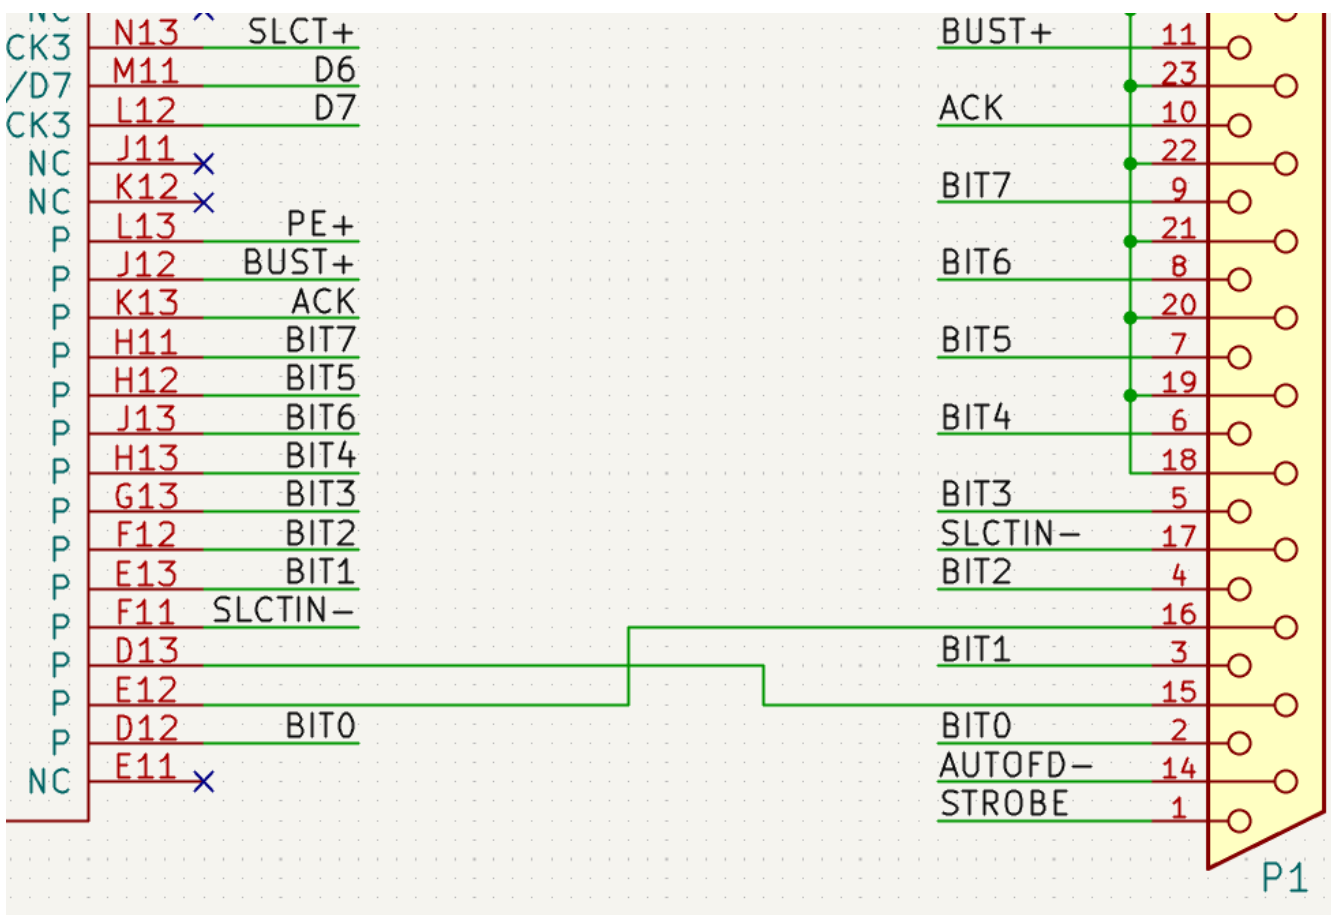 NC
CK3 N13 SLCT+ BUST+ 11
/D7 M11 D6 23
CK3 L12 D7 ACK 10
NC J11 22
NC K12 BIT7 9
P L13 PE+ 21
P J12 BUST+ BIT6 8
P K13 ACK 20
P H11 BIT7 BIT5 7
P H12 BIT5 19
P J13 BIT6 BIT4 6
P H13 BIT4 18
P G13 BIT3 BIT3 5
P F12 BIT2 SLCTIN- 17
P E13 BIT1 BIT2 4
P F11 SLCTIN- 16
P D13 BIT1 3
P E12 15
P D12 BIT0 BIT0 2
NC E11 AUTOFD- 14
STROBE 1
P1